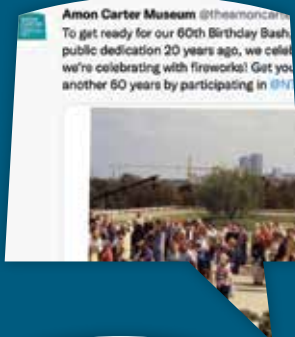 Amon Carter Museum @theamoncarte
To get ready for our 60th Birthday Bash,
public dedication 20 years ago, we celeb
we're celebrating with fireworks! Get you
another 60 years by participating in @NT